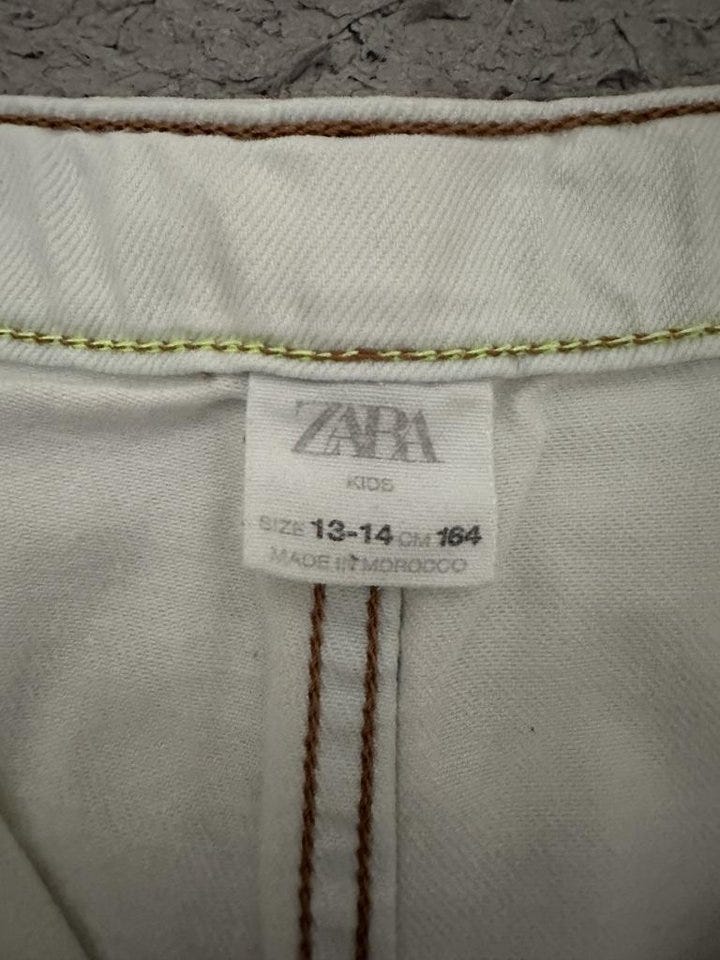 ZARA
KIDS
SIZE 13-14 CM 164
MADE IN MOROCCO